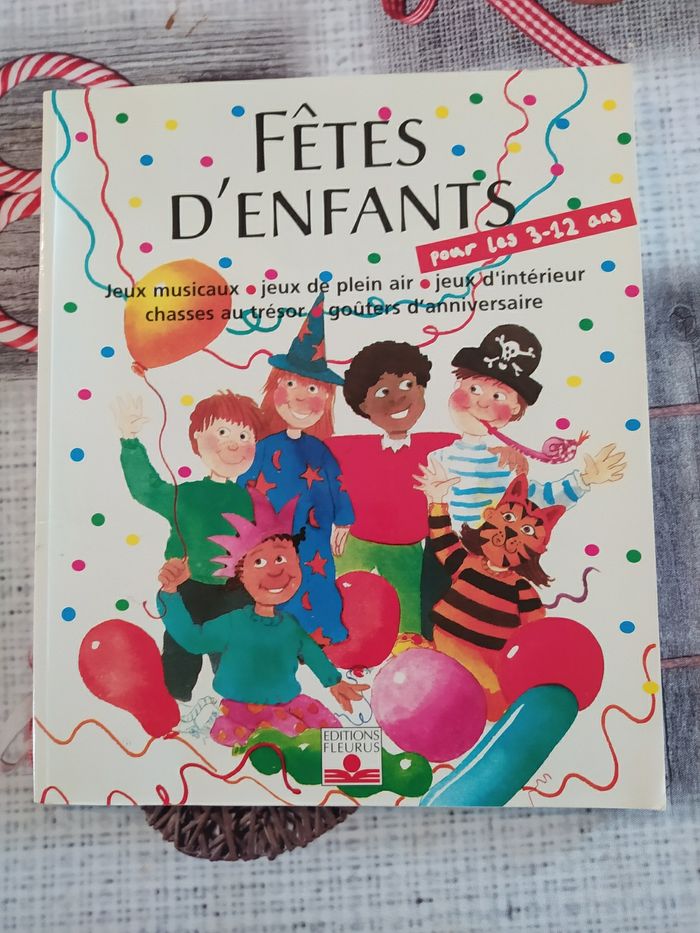 FÊTES
D'ENFANTS
pour les 3-12 ans
Jeux musicaux • jeux de plein air • jeux d'intérieur
chasses au trésor • goûters d'anniversaire
EDITIONS
FLEURUS